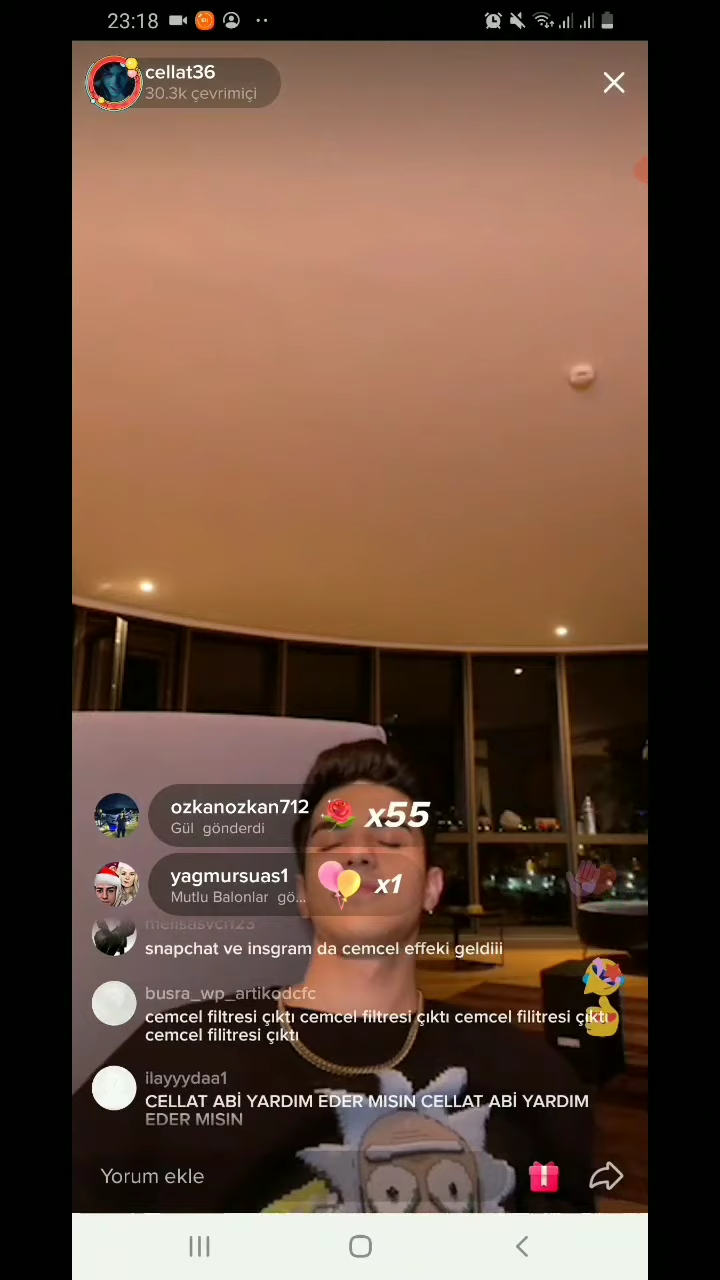 23:18
cellat36
30.3k çevrimiçi
ozkanozkan712
x55
Gül gönderdi
yagmursuas1
x1
Mutlu Balonlar gö...
melisasvcı123
snapchat ve insgram da cemcel effeki geldiii
busra_wp_artikodcfc
cemcel filtresi çıktı cemcel filtresi çıktı cemcel filitresi çıktı
cemcel filitresi çıktı
ilayyydaa1
CELLAT ABİ YARDIM EDER MISIN CELLAT ABİ YARDIM
EDER MISIN
Yorum ekle